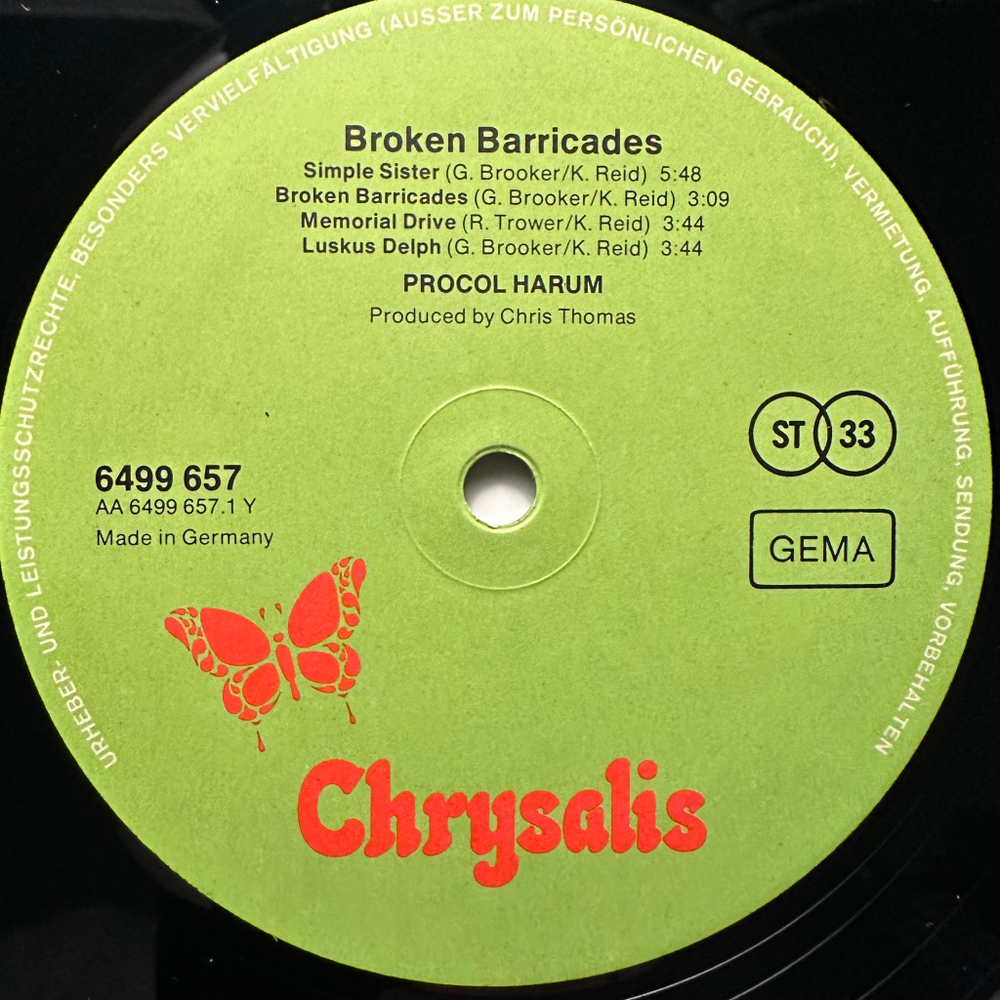 URHEBER- UND LEISTUNGSSCHUTZRECHTE, BESONDERS VERVIELFÄLTIGUNG (AUSSER ZUM PERSÖNLICHEN GEBRAUCH), VERMIETUNG, AUFFÜHRUNG, SENDUNG, VORBEHALTEN
Broken Barricades
Simple Sister (G. Brooker/K. Reid) 5:48
Broken Barricades (G. Brooker/K. Reid) 3:09
Memorial Drive (R. Trower/K. Reid) 3:44
Luskus Delph (G. Brooker/K. Reid) 3:44
PROCOL HARUM
Produced by Chris Thomas
ST 33
6499 657
AA 6499 657.1 Y
Made in Germany
GEMA
Chrysalis